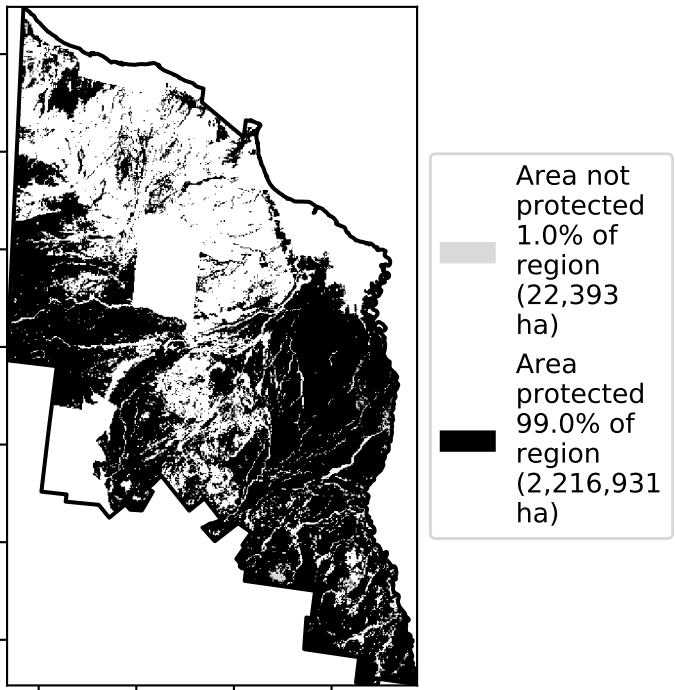 Area not
protected
1.0% of
region
(22,393
ha)
Area
protected
99.0% of
region
(2,216,931
ha)